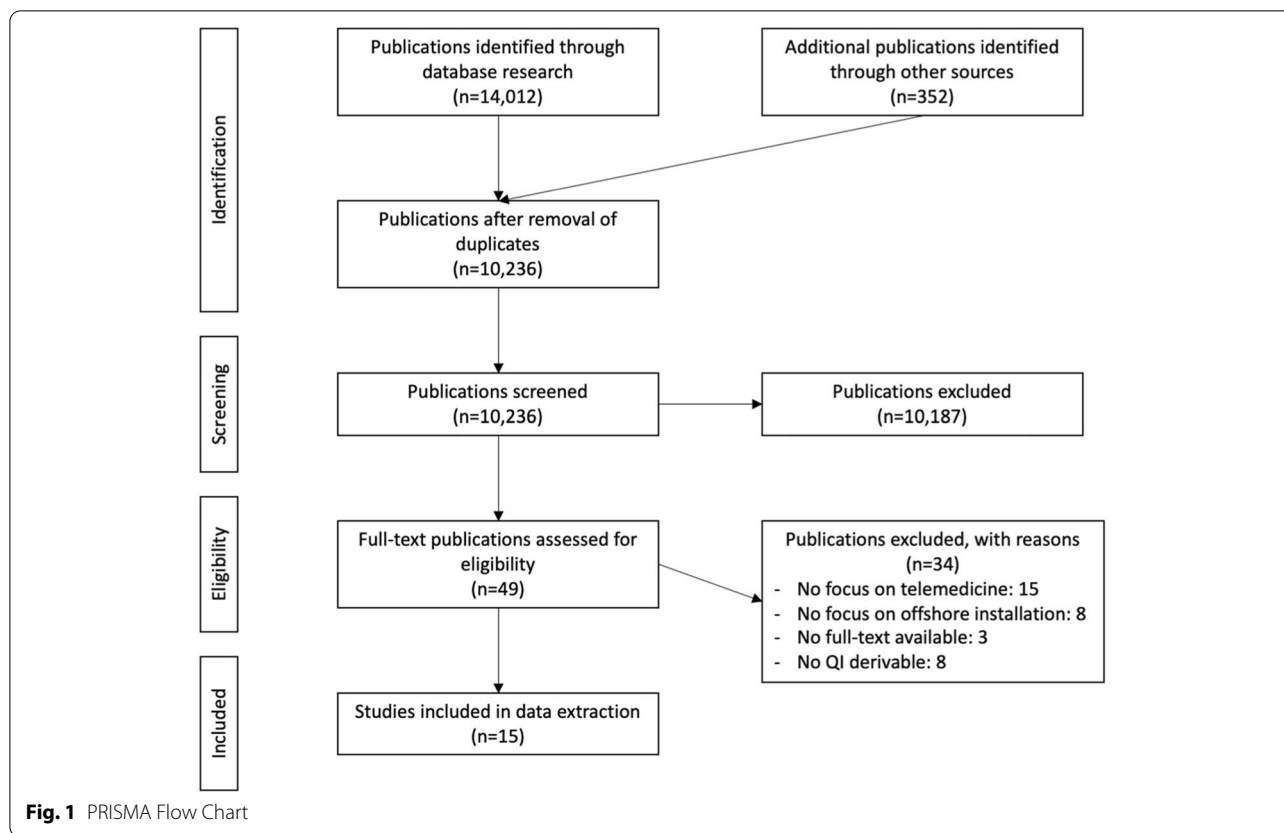 Identification
Publications identified through
database research
(n=14,012)
Additional publications identified
through other sources
(n=352)
Publications after removal of
duplicates
(n=10,236)
Screening
Publications screened
(n=10,236)
Publications excluded
(n=10,187)
Eligibility
Full-text publications assessed for
eligibility
(n=49)
Publications excluded, with reasons
(n=34)
- No focus on telemedicine: 15
- No focus on offshore installation: 8
- No full-text available: 3
- No QI derivable: 8
Included
Studies included in data extraction
(n=15)
Fig. 1 PRISMA Flow Chart